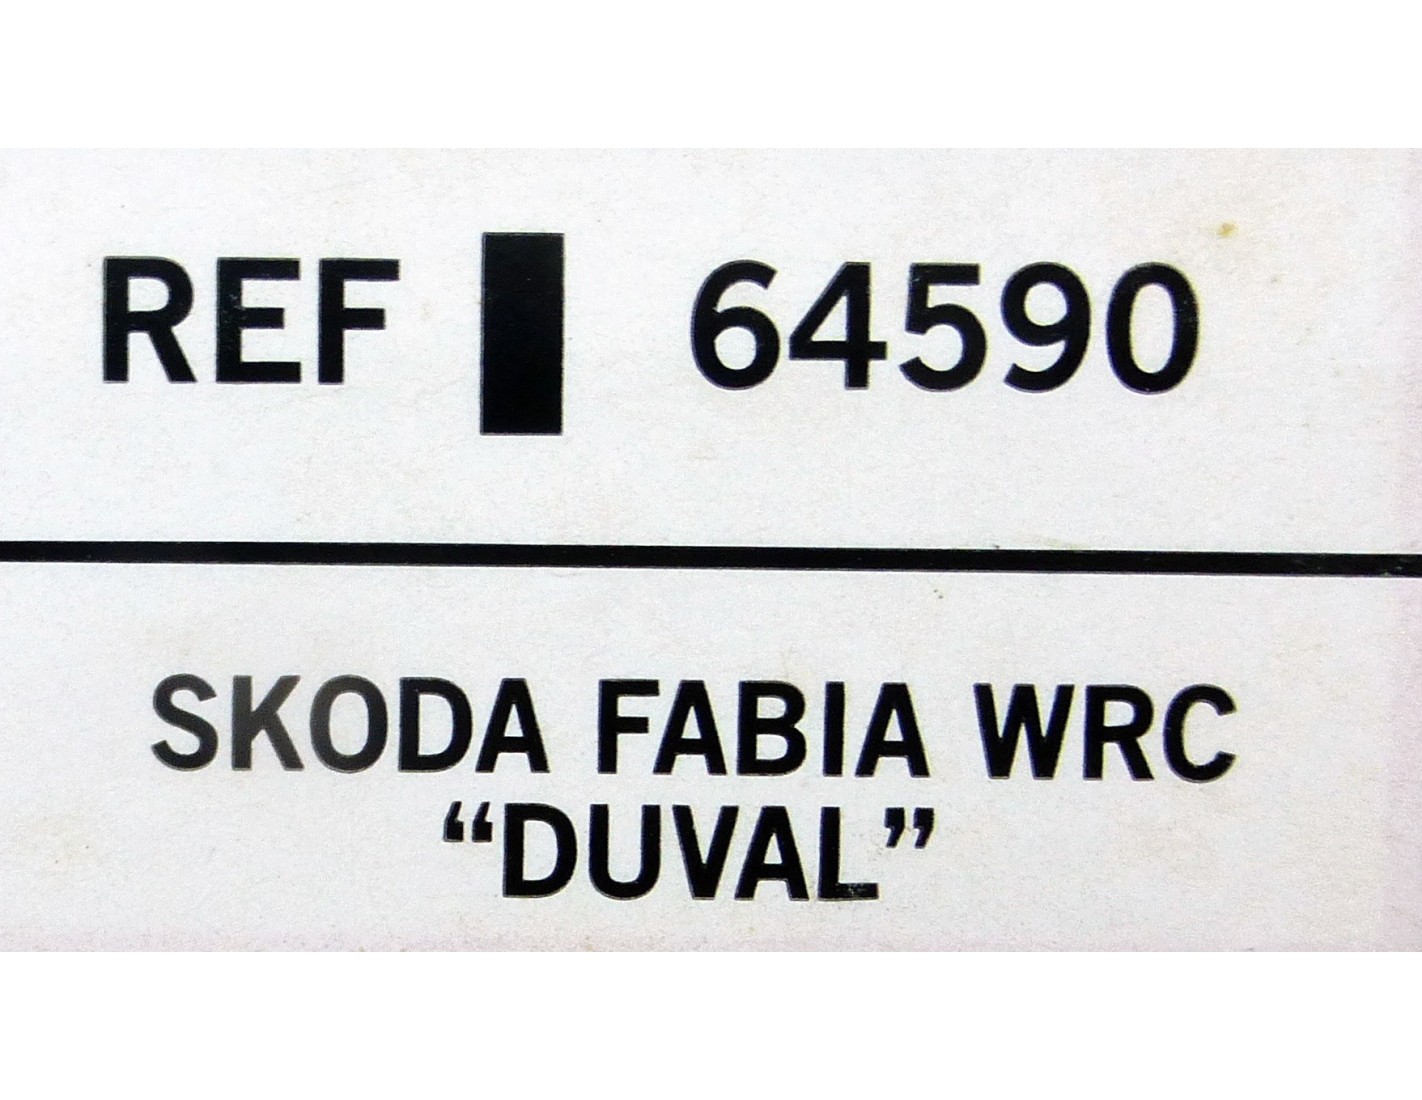 REF 64590
SKODA FABIA WRC
“DUVAL”